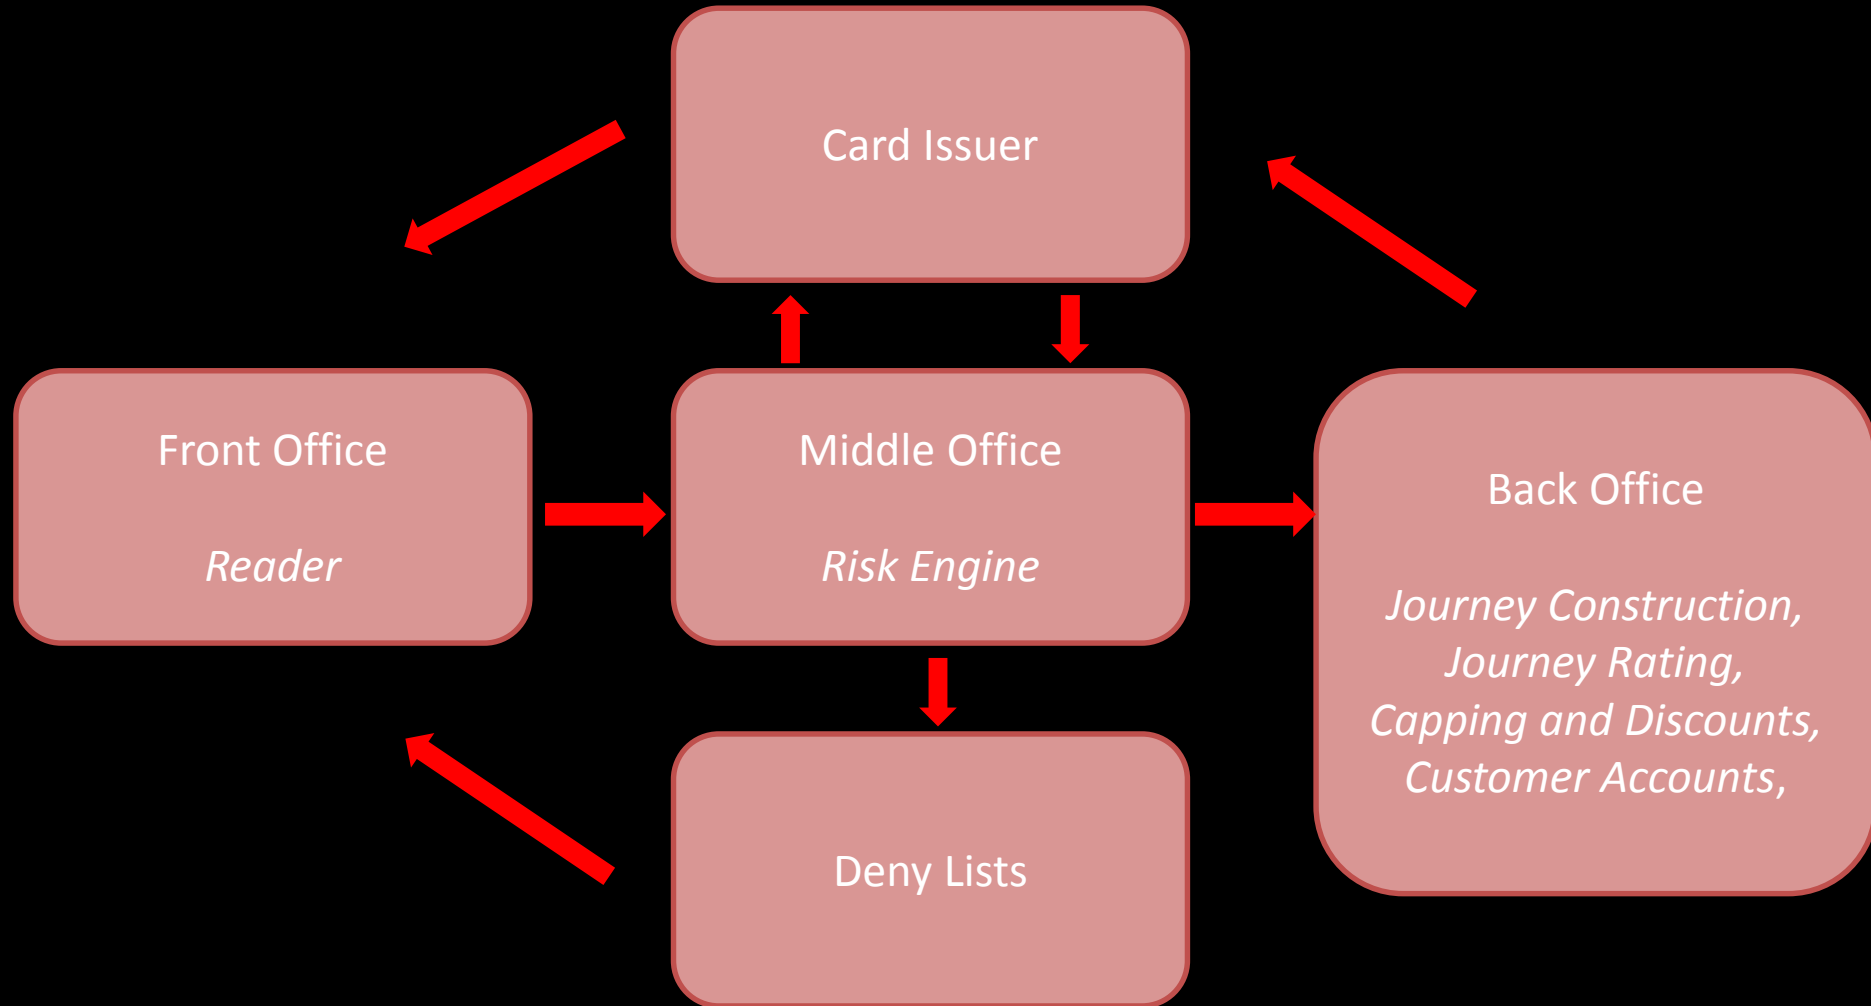 Card Issuer
Front Office
Reader
Middle Office
Risk Engine
Back Office
Journey Construction,
Journey Rating,
Capping and Discounts,
Customer Accounts,
Deny Lists